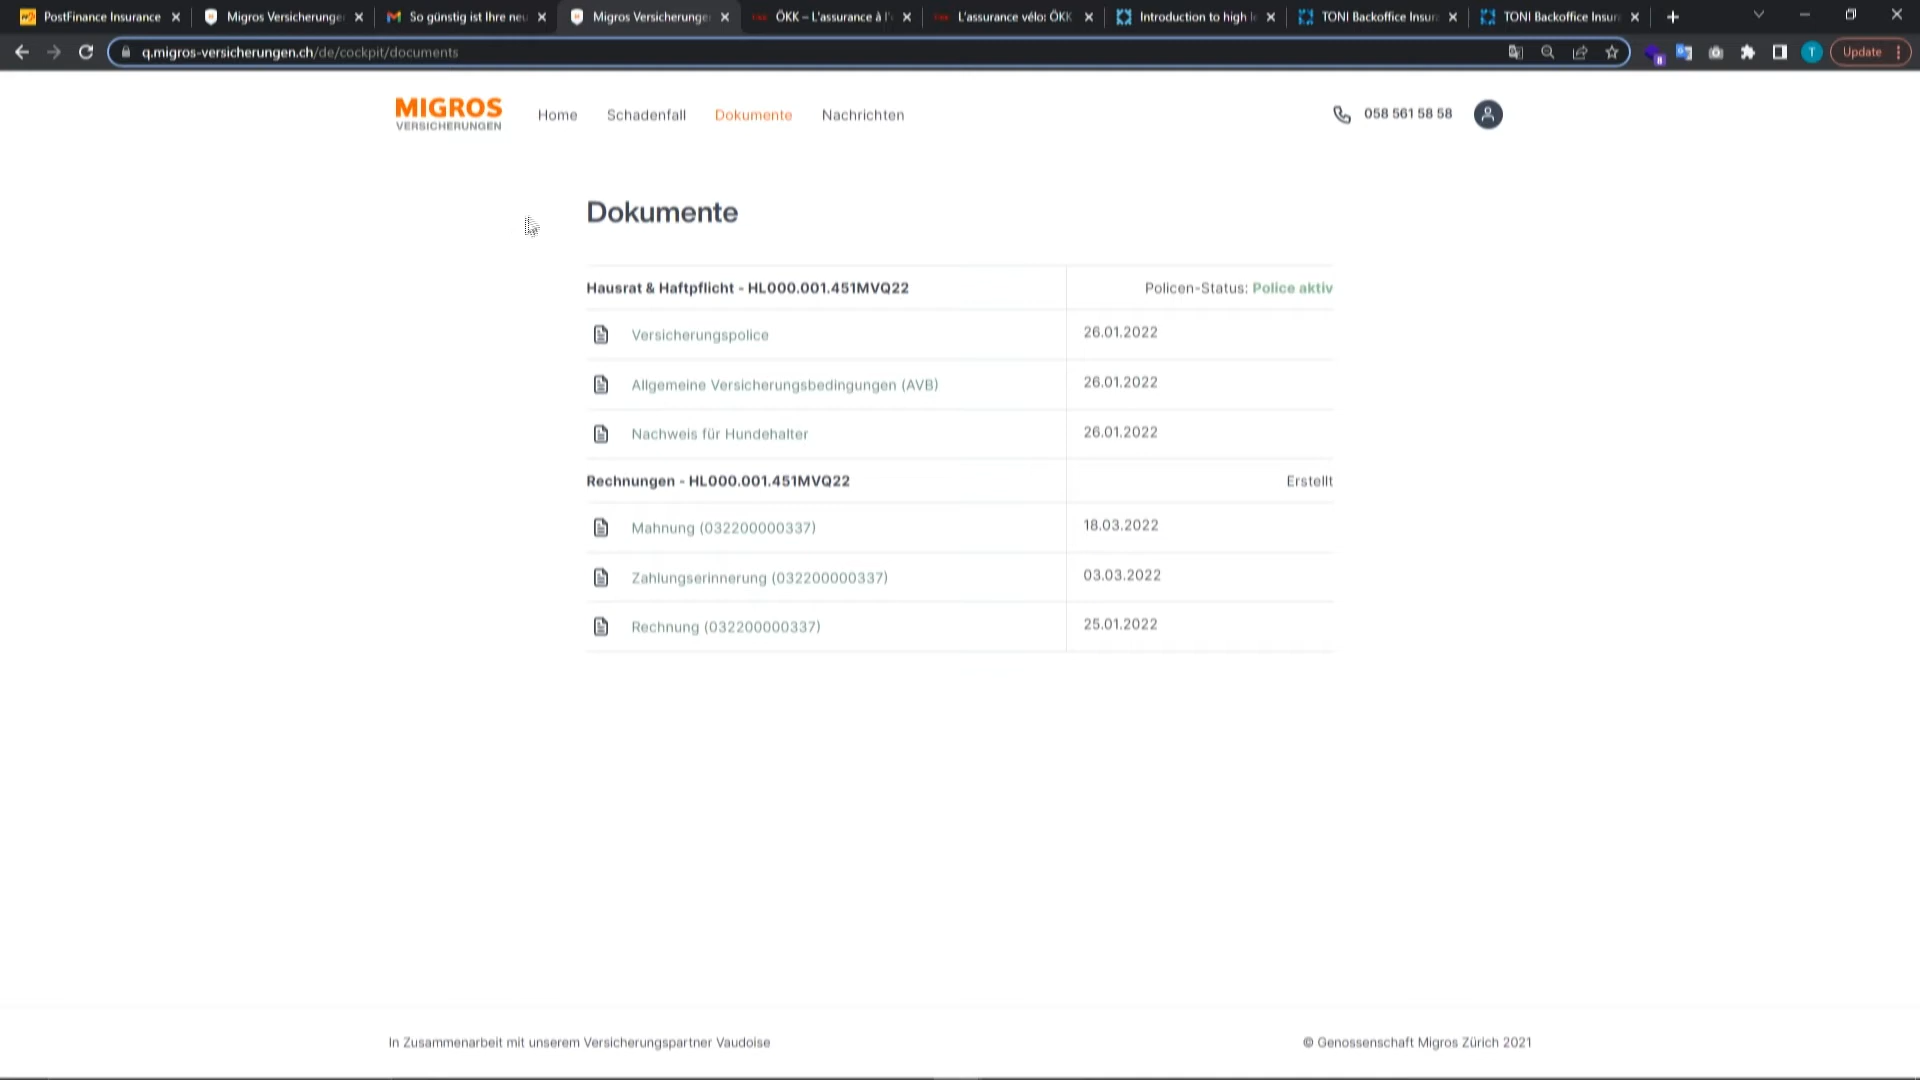 PostFinance Insurance
Migros Versicherunge
So günstig ist Ihre neu
Migros Versicherunge
ÖKK – L'assurance à l'
L'assurance vélo: ÖKK
Introduction to high l
TONI Backoffice Insur
TONI Backoffice Insur
q.migros-versicherungen.ch/de/cockpit/documents
T
Update
MIGROS
VERSICHERUNGEN
Home
Schadenfall
Dokumente
Nachrichten
058 561 58 58
Dokumente
Hausrat & Haftpflicht - HL000.001.451MVQ22
Policen-Status: Police aktiv
Versicherungspolice
26.01.2022
Allgemeine Versicherungsbedingungen (AVB)
26.01.2022
Nachweis für Hundehalter
26.01.2022
Rechnungen - HL000.001.451MVQ22
Erstellt
Mahnung (032200000337)
18.03.2022
Zahlungserinnerung (032200000337)
03.03.2022
Rechnung (032200000337)
25.01.2022
In Zusammenarbeit mit unserem Versicherungspartner Vaudoise
© Genossenschaft Migros Zürich 2021